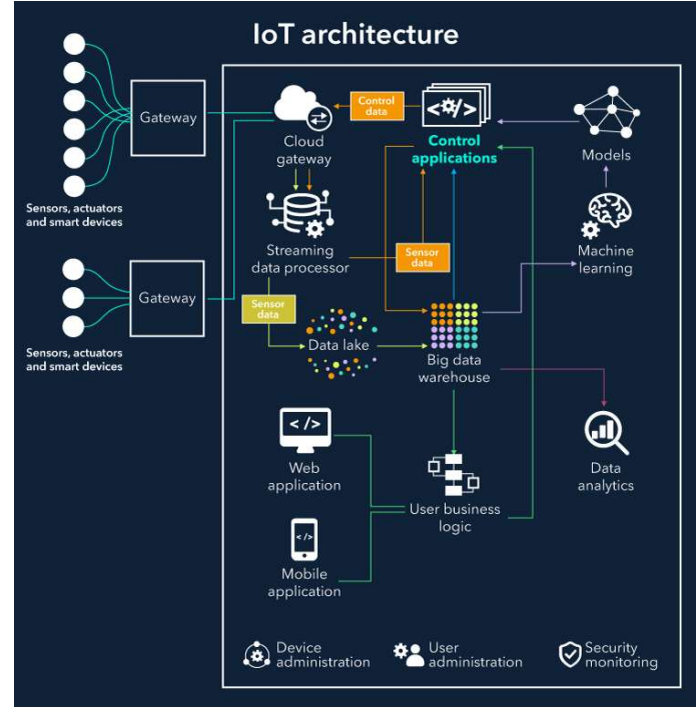 IoT architecture
Gateway
Sensors, actuators
and smart devices
Gateway
Sensors, actuators
and smart devices
Cloud
gateway
Control
data
</>
Control
applications
Models
Streaming
data processor
Sensor
data
Machine
learning
Sensor
data
Data lake
Big data
warehouse
</>
Web
application
User business
logic
Data
analytics
</>
Mobile
application
Device
administration
User
administration
Security
monitoring